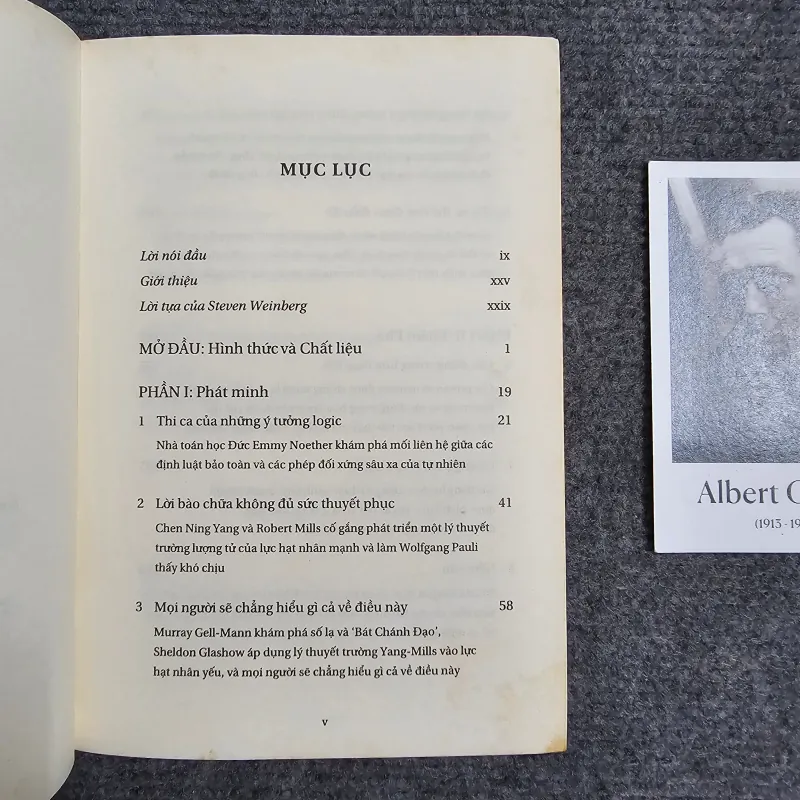 MỤC LỤC
Lời nói đầu ix
Giới thiệu xxv
Lời tựa của Steven Weinberg xxix
MỞ ĐẦU: Hình thức và Chất liệu 1
PHẦN I: Phát minh 19
1 Thi ca của những ý tưởng logic 21
Nhà toán học Đức Emmy Noether khám phá mối liên hệ giữa các
định luật bảo toàn và các phép đối xứng sâu xa của tự nhiên
2 Lời bào chữa không đủ sức thuyết phục 41
Chen Ning Yang và Robert Mills cố gắng phát triển một lý thuyết
trường lượng tử của lực hạt nhân mạnh và làm Wolfgang Pauli
thấy khó chịu
3 Mọi người sẽ chẳng hiểu gì cả về điều này 58
Murray Gell-Mann khám phá số lạ và ‘Bát Chánh Đạo’,
Sheldon Glashow áp dụng lý thuyết trường Yang-Mills vào lực
hạt nhân yếu, và mọi người sẽ chẳng hiểu gì cả về điều này
v
Albert C
(1913 - 19